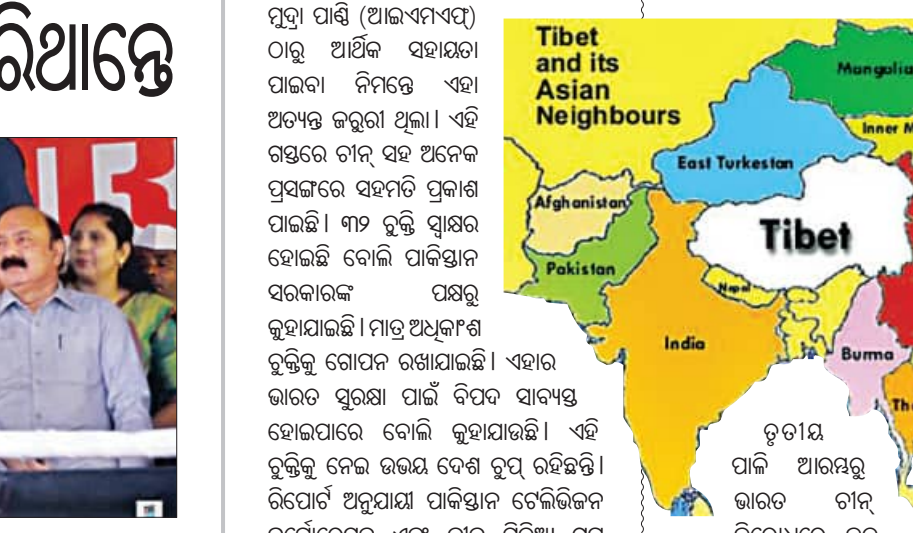 ରିଥାନ୍ତେ
ମୁଦ୍ରା ପାଣ୍ଠି (ଆଇଏମଏଫ୍)
ଠାରୁ ଆର୍ଥିକ ସହାୟତା
ପାଇବା ନିମନ୍ତେ ଏହା
ଅତ୍ୟନ୍ତ ଜରୁରୀ ଥିଲା। ଏହି
ଗସ୍ତରେ ଚୀନ୍ ସହ ଅନେକ
ପ୍ରସଙ୍ଗରେ ସହମତି ପ୍ରକାଶ
ପାଇଛି। ୩୨ ଚୁକ୍ତି ସ୍ୱାକ୍ଷର
ହୋଇଛି ବୋଲି ପାକିସ୍ତାନ
ସରକାରଙ୍କ ପକ୍ଷରୁ
କୁହାଯାଇଛି। ମାତ୍ର ଅଧିକାଂଶ
ଚୁକ୍ତିକୁ ଗୋପନ ରଖାଯାଇଛି। ଏହାର
ଭାରତ ସୁରକ୍ଷା ପାଇଁ ବିପଦ ସାବ୍ୟସ୍ତ
ହୋଇପାରେ ବୋଲି କୁହାଯାଉଛି। ଏହି
ଚୁକ୍ତିକୁ ନେଇ ଉଭୟ ଦେଶ ଚୁପ୍ ରହିଛନ୍ତି।
ରିପୋର୍ଟ ଅନୁଯାୟୀ ପାକିସ୍ତାନ ଟେଲିଭିଜନ
Tibet
and its
Asian
Neighbours
Mongolia
Inner M
East Turkestan
Afghanistan
Tibet
Pakistan
Nepal
India
Burma
Th
ତୃତୀୟ
ପାଳି ଆରମ୍ଭରୁ
ଭାରତ ଚୀନ୍